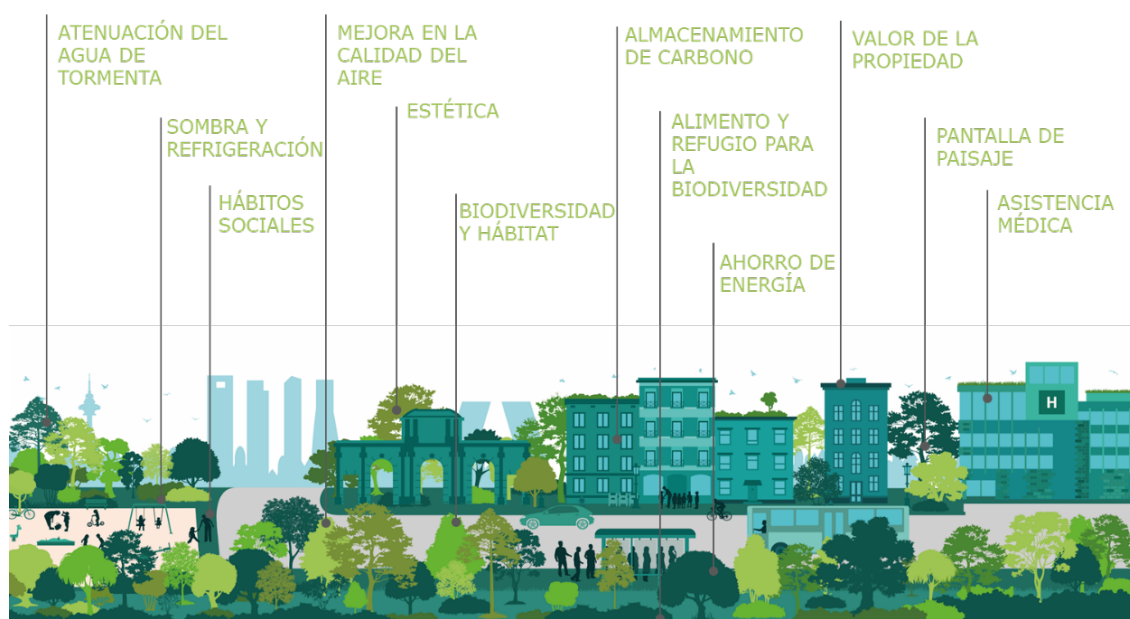 ATENUACIÓN DEL
AGUA DE
TORMENTA
SOMBRA Y
REFRIGERACIÓN
HÁBITOS
SOCIALES
MEJORA EN LA
CALIDAD DEL
AIRE
ESTÉTICA
BIODIVERSIDAD
Y HÁBITAT
ALMACENAMIENTO
DE CARBONO
ALIMENTO Y
REFUGIO PARA
LA
BIODIVERSIDAD
AHORRO DE
ENERGÍA
VALOR DE LA
PROPIEDAD
PANTALLA DE
PAISAJE
ASISTENCIA
MÉDICA
H